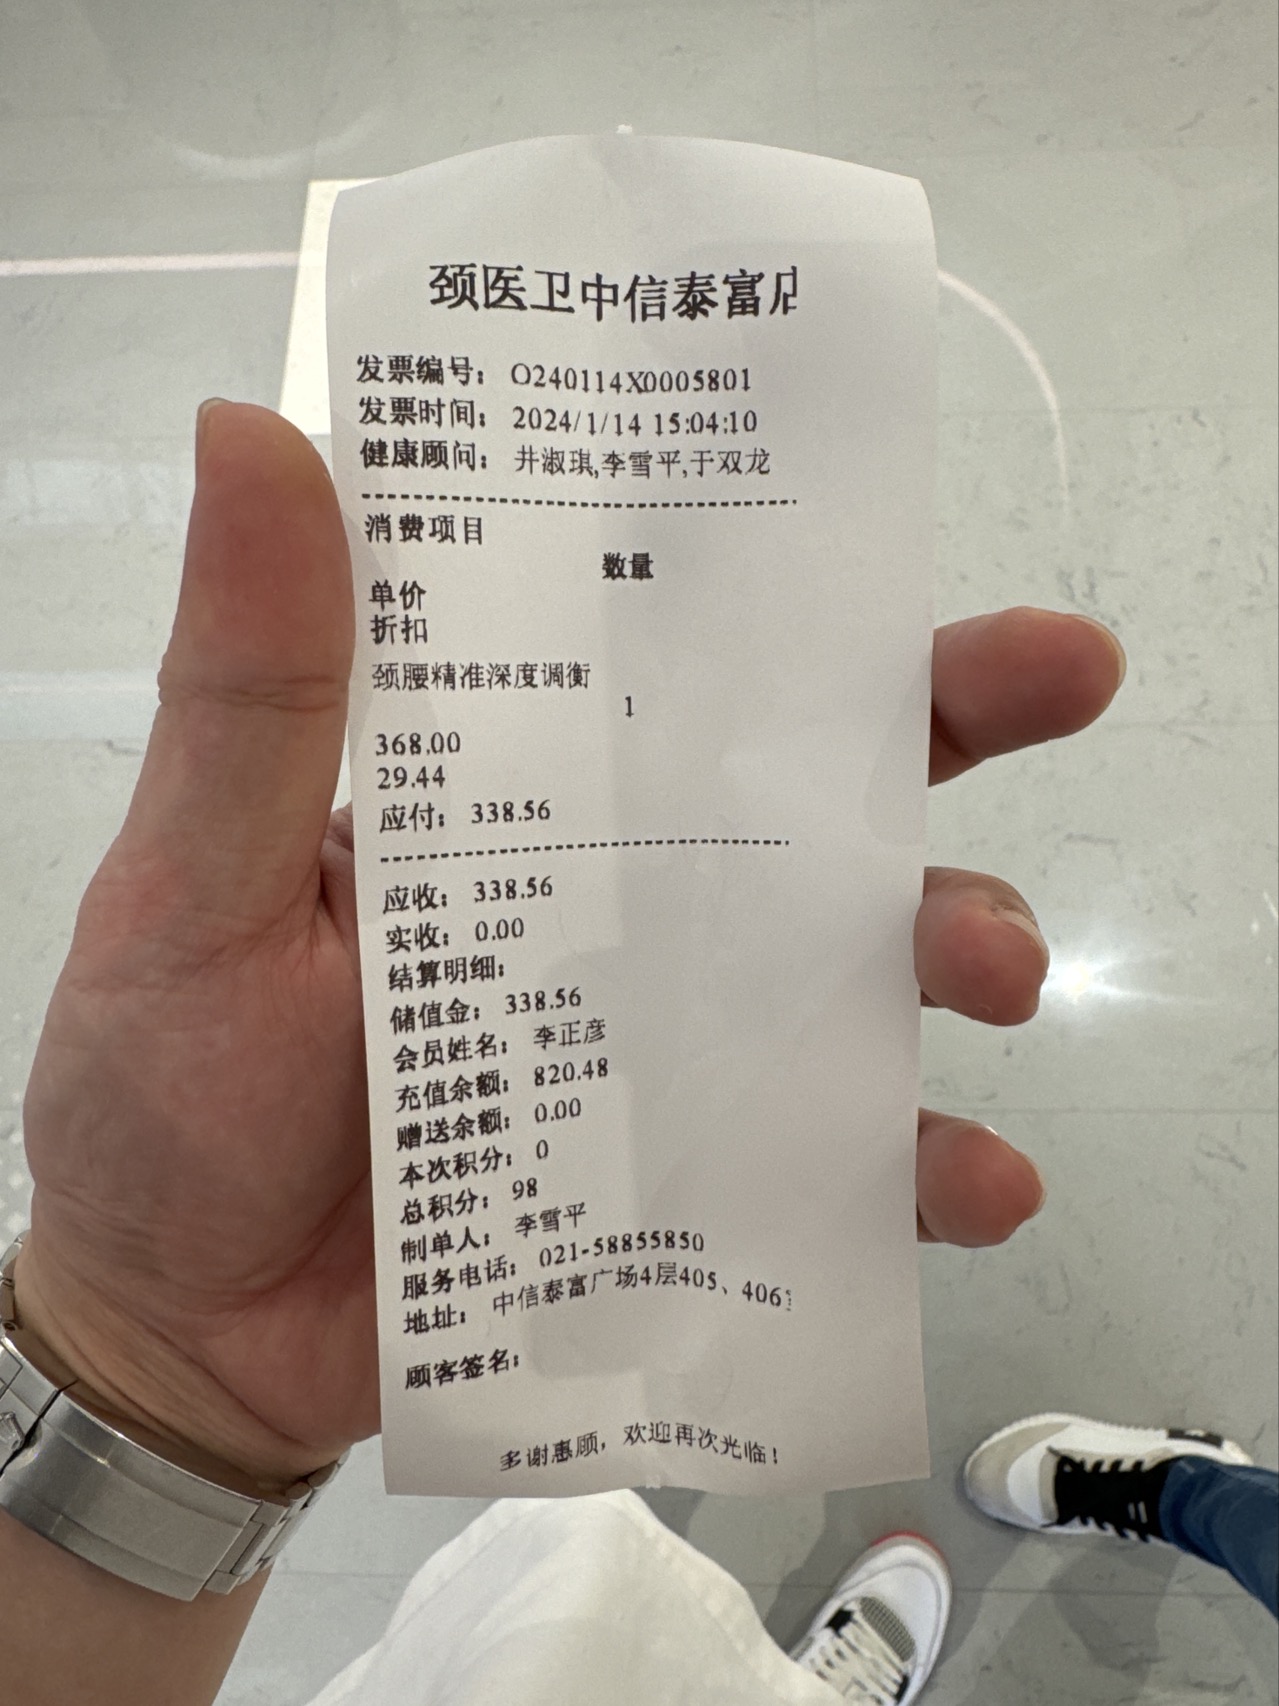 颈医卫中信泰富店
发票编号： O240114X0005801
发票时间： 2024/1/14 15:04:10
健康顾问： 井淑琪,李雪平,于双龙
消费项目
数量
单价
折扣
颈腰精准深度调衡
1
368.00
29.44
应付： 338.56
应收： 338.56
实收： 0.00
结算明细:
储值金： 338.56
会员姓名： 李正彦
充值余额： 820.48
赠送余额： 0.00
本次积分： 0
总积分： 98
制单人： 李雪平
服务电话： 021-58855850
地址： 中信泰富广场4层405、406
顾客签名：
多谢惠顾，欢迎再次光临！